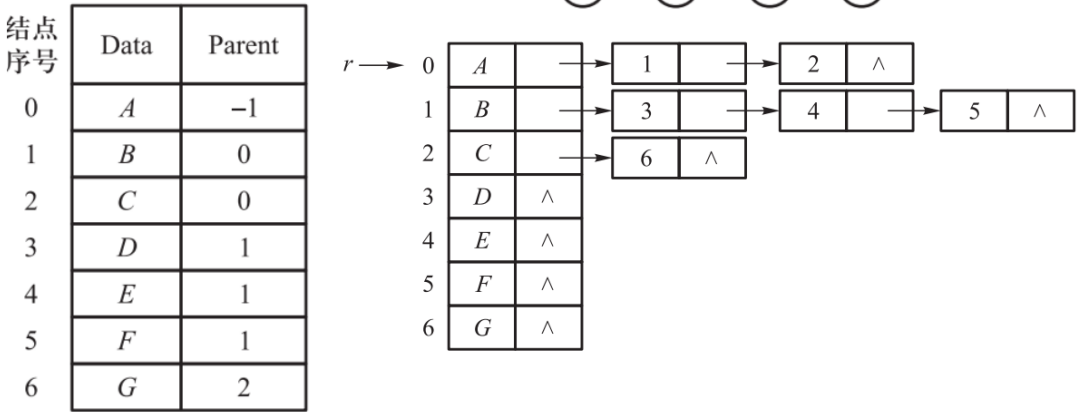 结点
序号 Data Parent
0 A –1
1 B 0
2 C 0
3 D 1
4 E 1
5 F 1
6 G 2
r 0 A 1 2 ∧
1 B 3 4 5 ∧
2 C 6 ∧
3 D ∧
4 E ∧
5 F ∧
6 G ∧